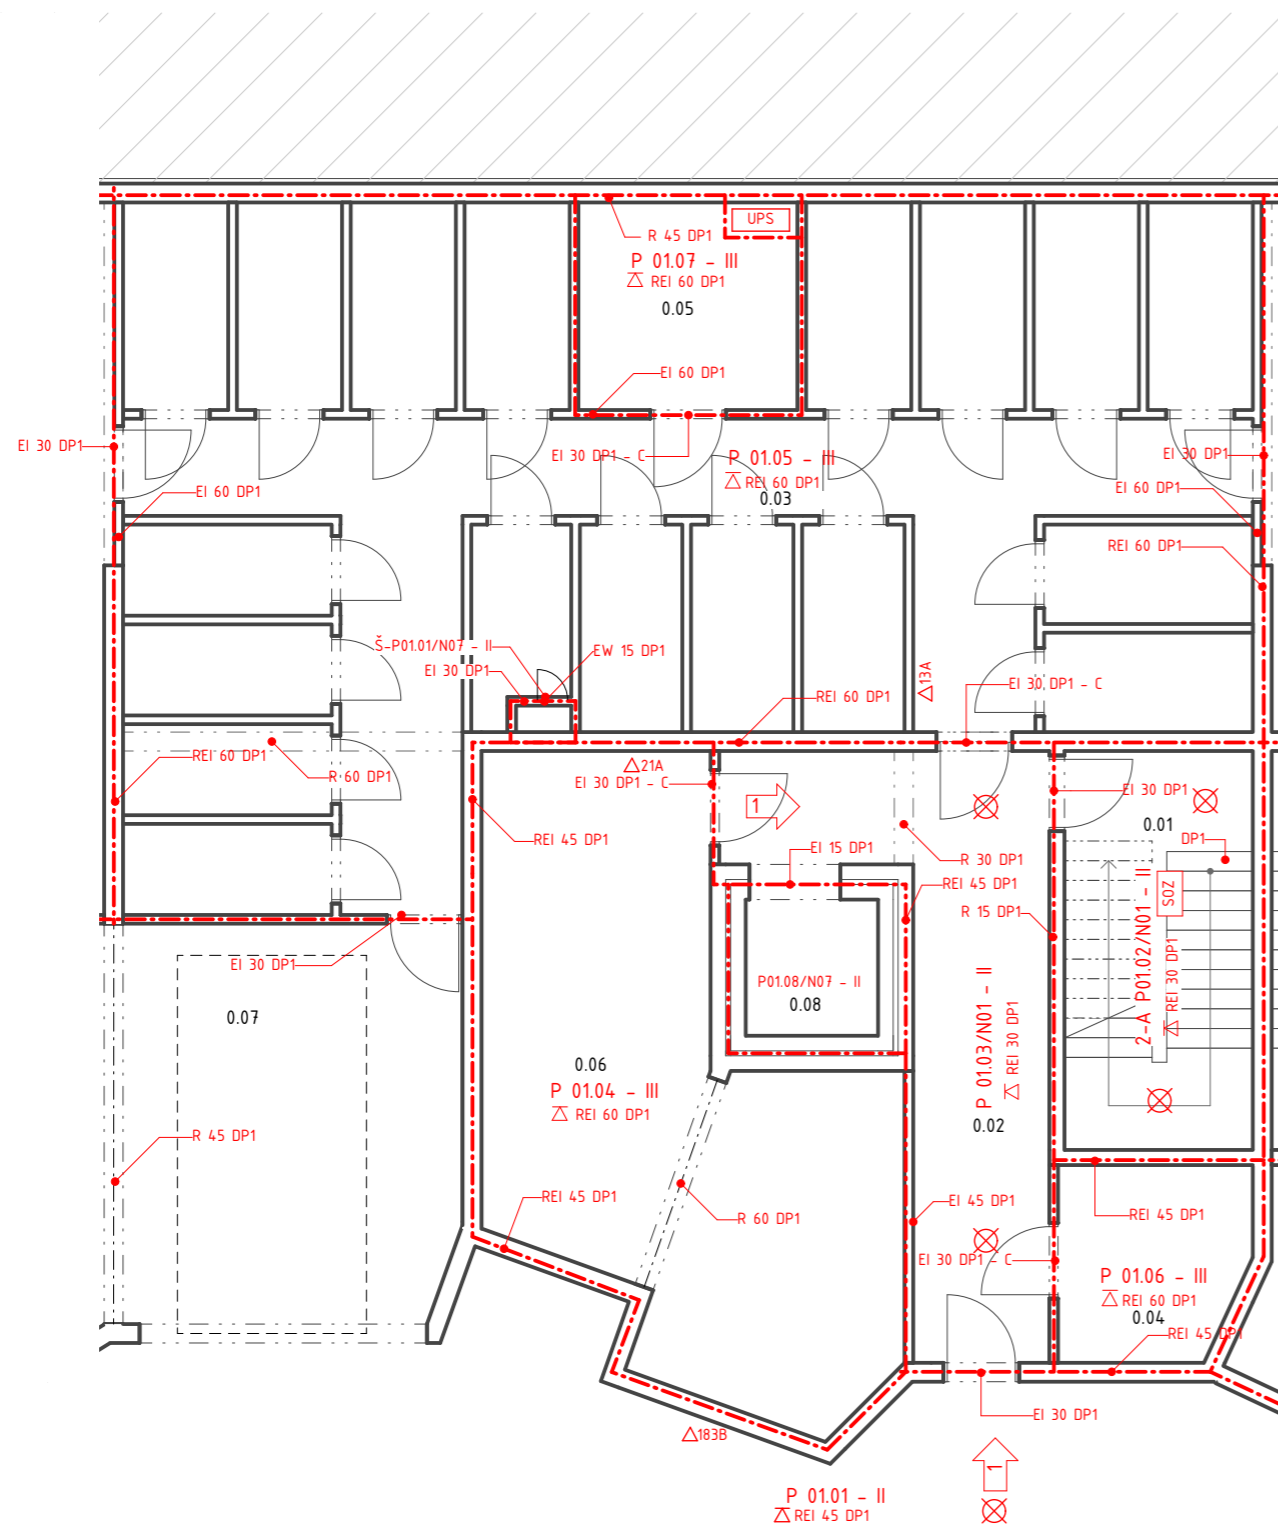 UPS
R 45 DP1
P 01.07 - III
REI 60 DP1
0.05
EI 60 DP1
EI 30 DP1
EI 30 DP1 - C
P 01.05 - III
REI 60 DP1
0.03
EI 30 DP1
EI 60 DP1
EI 60 DP1
REI 60 DP1
Š-P01.01/N07 - II
EW 15 DP1
EI 30 DP1
13A
EI 30 DP1 - C
REI 60 DP1
REI 60 DP1
R 60 DP1
21A
EI 30 DP1 - C
EI 30 DP1
1
0.01
DP1
REI 45 DP1
EI 15 DP1
R 30 DP1
REI 45 DP1
SOZ
R 15 DP1
2-A P01.02/N01 - II
REI 30 DP1
EI 30 DP1
P01.08/N07 - II
0.08
P 01.03/N01 - II
REI 30 DP1
0.07
0.06
P 01.04 - III
REI 60 DP1
0.02
R 45 DP1
REI 45 DP1
R 60 DP1
EI 45 DP1
REI 45 DP1
EI 30 DP1 - C
P 01.06 - III
REI 60 DP1
0.04
REI 45 DP1
EI 30 DP1
183B
1
P 01.01 - II
REI 45 DP1